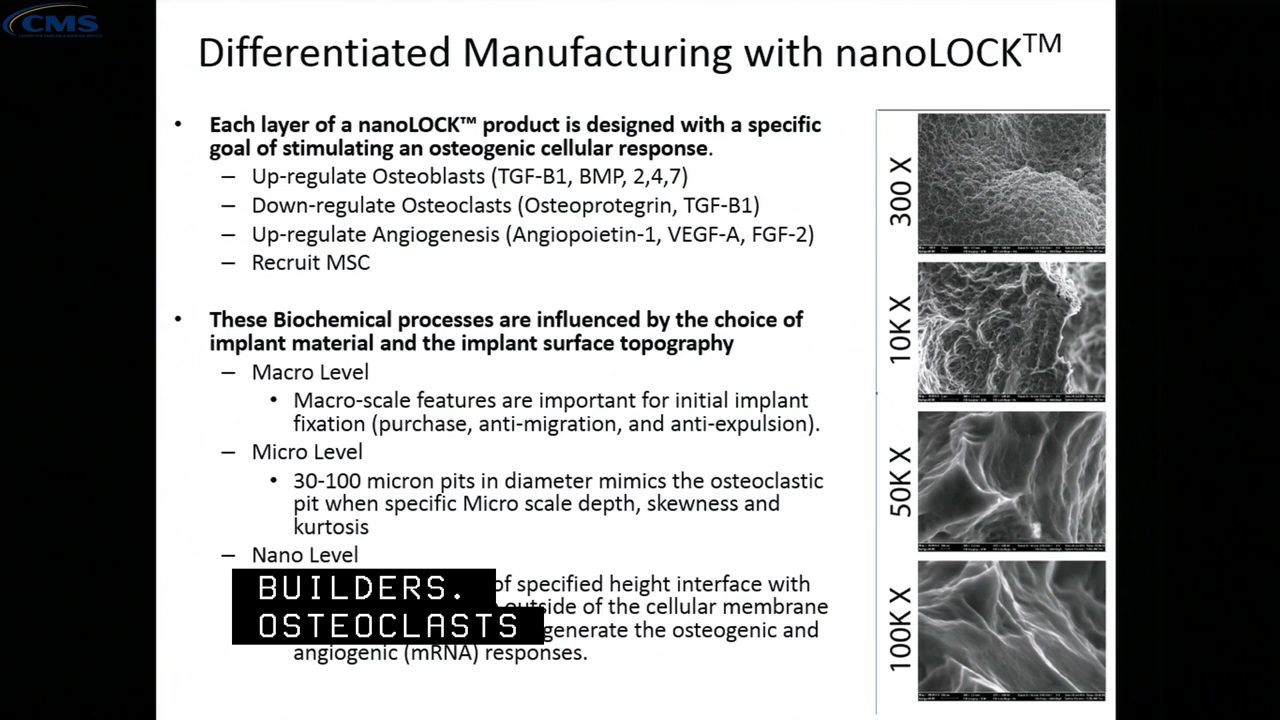 CMS
Differentiated Manufacturing with nanoLOCK™
• Each layer of a nanoLOCK™ product is designed with a specific
goal of stimulating an osteogenic cellular response.
– Up-regulate Osteoblasts (TGF-B1, BMP, 2,4,7)
– Down-regulate Osteoclasts (Osteoprotegrin, TGF-B1)
– Up-regulate Angiogenesis (Angiopoietin-1, VEGF-A, FGF-2)
– Recruit MSC
• These Biochemical processes are influenced by the choice of
implant material and the implant surface topography
– Macro Level
• Macro-scale features are important for initial implant
fixation (purchase, anti-migration, and anti-expulsion).
– Micro Level
• 30-100 micron pits in diameter mimics the osteoclastic
pit when specific Micro scale depth, skewness and
kurtosis
– Nano Level
of specified height interface with
outside of the cellular membrane
generate the osteogenic and
angiogenic (mRNA) responses.
BUILDERS.
OSTEOCLASTS
300 X
10K X
50K X
100K X